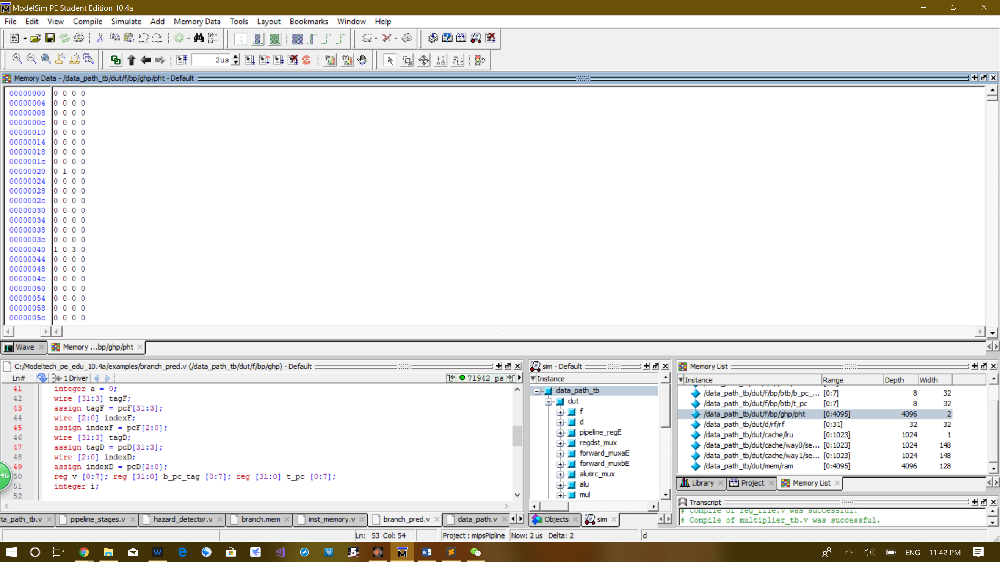 ModelSim PE Student Edition 10.4a
File Edit View Compile Simulate Add Memory Data Tools Layout Bookmarks Window Help
2us
Memory Data - /data_path_tb/dut/f/bp/ghp/pht - Default
00000000 0 0 0 0
00000004 0 0 0 0
00000008 0 0 0 0
0000000c 0 0 0 0
00000010 0 0 0 0
00000014 0 0 0 0
00000018 0 0 0 0
0000001c 0 0 0 0
00000020 0 1 0 0
00000024 0 0 0 0
00000028 0 0 0 0
0000002c 0 0 0 0
00000030 0 0 0 0
00000034 0 0 0 0
00000038 0 0 0 0
0000003c 0 0 0 0
00000040 1 0 3 0
00000044 0 0 0 0
00000048 0 0 0 0
0000004c 0 0 0 0
00000050 0 0 0 0
00000054 0 0 0 0
00000058 0 0 0 0
0000005c 0 0 0 0
Wave Memory ...bp/ghp/pht
C:/Modeltech_pe_edu_10.4a/examples/branch_pred.v (/data_path_tb/dut/f/bp/ghp) - Default
Ln# 1 Driver 71942 ps
41 integer a = 0;
42 wire [31:3] tagF;
43 assign tagF = pcF[31:3];
44 wire [2:0] indexF;
45 assign indexF = pcF[2:0];
46 wire [31:3] tagD;
47 assign tagD = pcD[31:3];
48 wire [2:0] indexD;
49 assign indexD = pcD[2:0];
50 reg v [0:7]; reg [31:0] b_pc_tag [0:7]; reg [31:0] t_pc [0:7];
51 integer i;
52
46
ta_path_tb.v pipeline_stages.v hazard_detector.v branch.mem inst_memory.v branch_pred.v data_path.v
sim - Default
Instance
data_path_tb
dut
f
d
pipeline_regE
regdst_mux
forward_muxaE
forward_muxbE
alusrc_mux
alu
mul
Objects sim
Memory List
Instance Range Depth Width
/data_path_tb/dut/f/bp/btb/b_pc_... [0:7] 8 32
/data_path_tb/dut/f/bp/btb/t_pc [0:7] 8 32
/data_path_tb/dut/f/bp/ghp/pht [0:4095] 4096 2
/data_path_tb/dut/d/rf/rf [0:31] 32 32
/data_path_tb/dut/cache/lru [0:1023] 1024 1
/data_path_tb/dut/cache/way0/se... [0:1023] 1024 148
/data_path_tb/dut/cache/way1/se... [0:1023] 1024 148
/data_path_tb/dut/mem/ram [0:4095] 4096 128
Library Project Memory List
Transcript
# Compile of reg_file.v was successful.
# Compile of multiplier_tb.v was successful.
Ln: 53 Col: 54 Project : mipsPipline Now: 2 us Delta: 2 d
ENG 11:42 PM